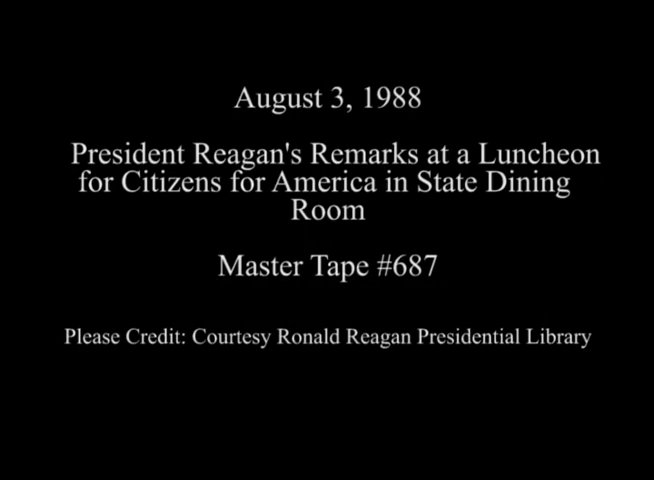 August 3, 1988
President Reagan's Remarks at a Luncheon
for Citizens for America in State Dining
Room
Master Tape #687
Please Credit: Courtesy Ronald Reagan Presidential Library